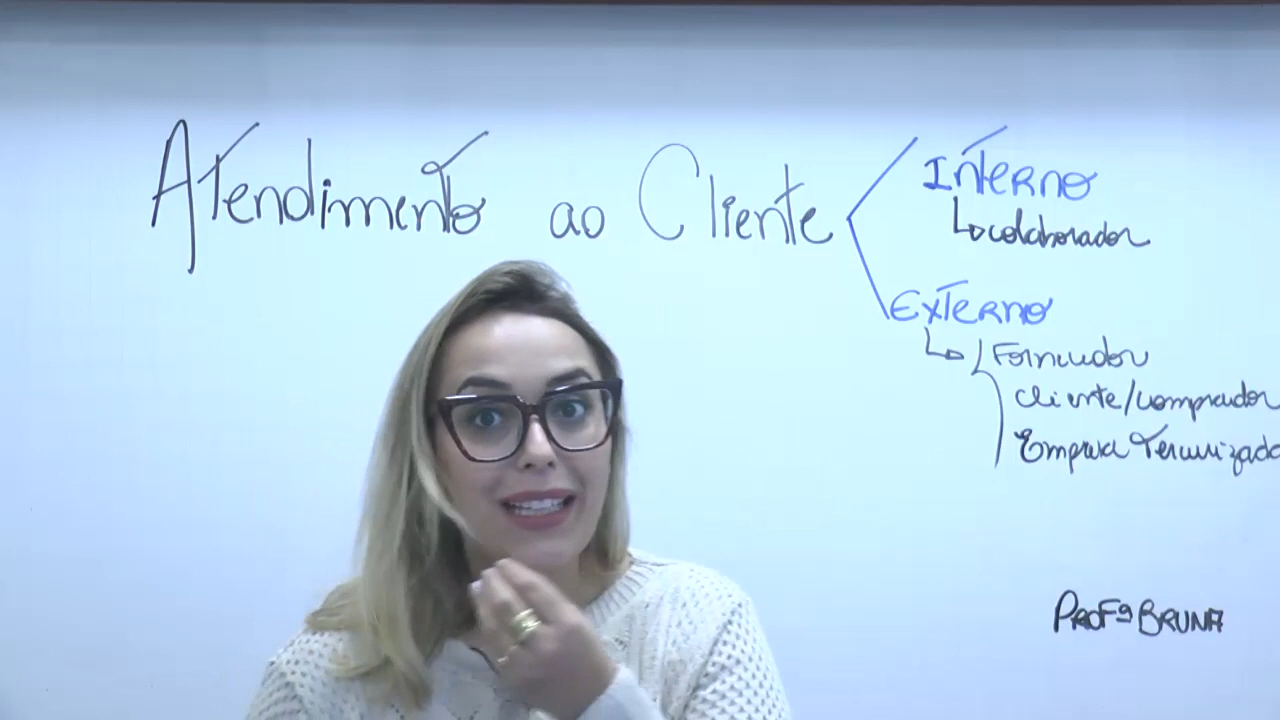 Atendimento ao Cliente
Interno
colaborador
Externo
Fornecedor
Cliente/comprador
Empresa Terceirizada
Profª Bruna